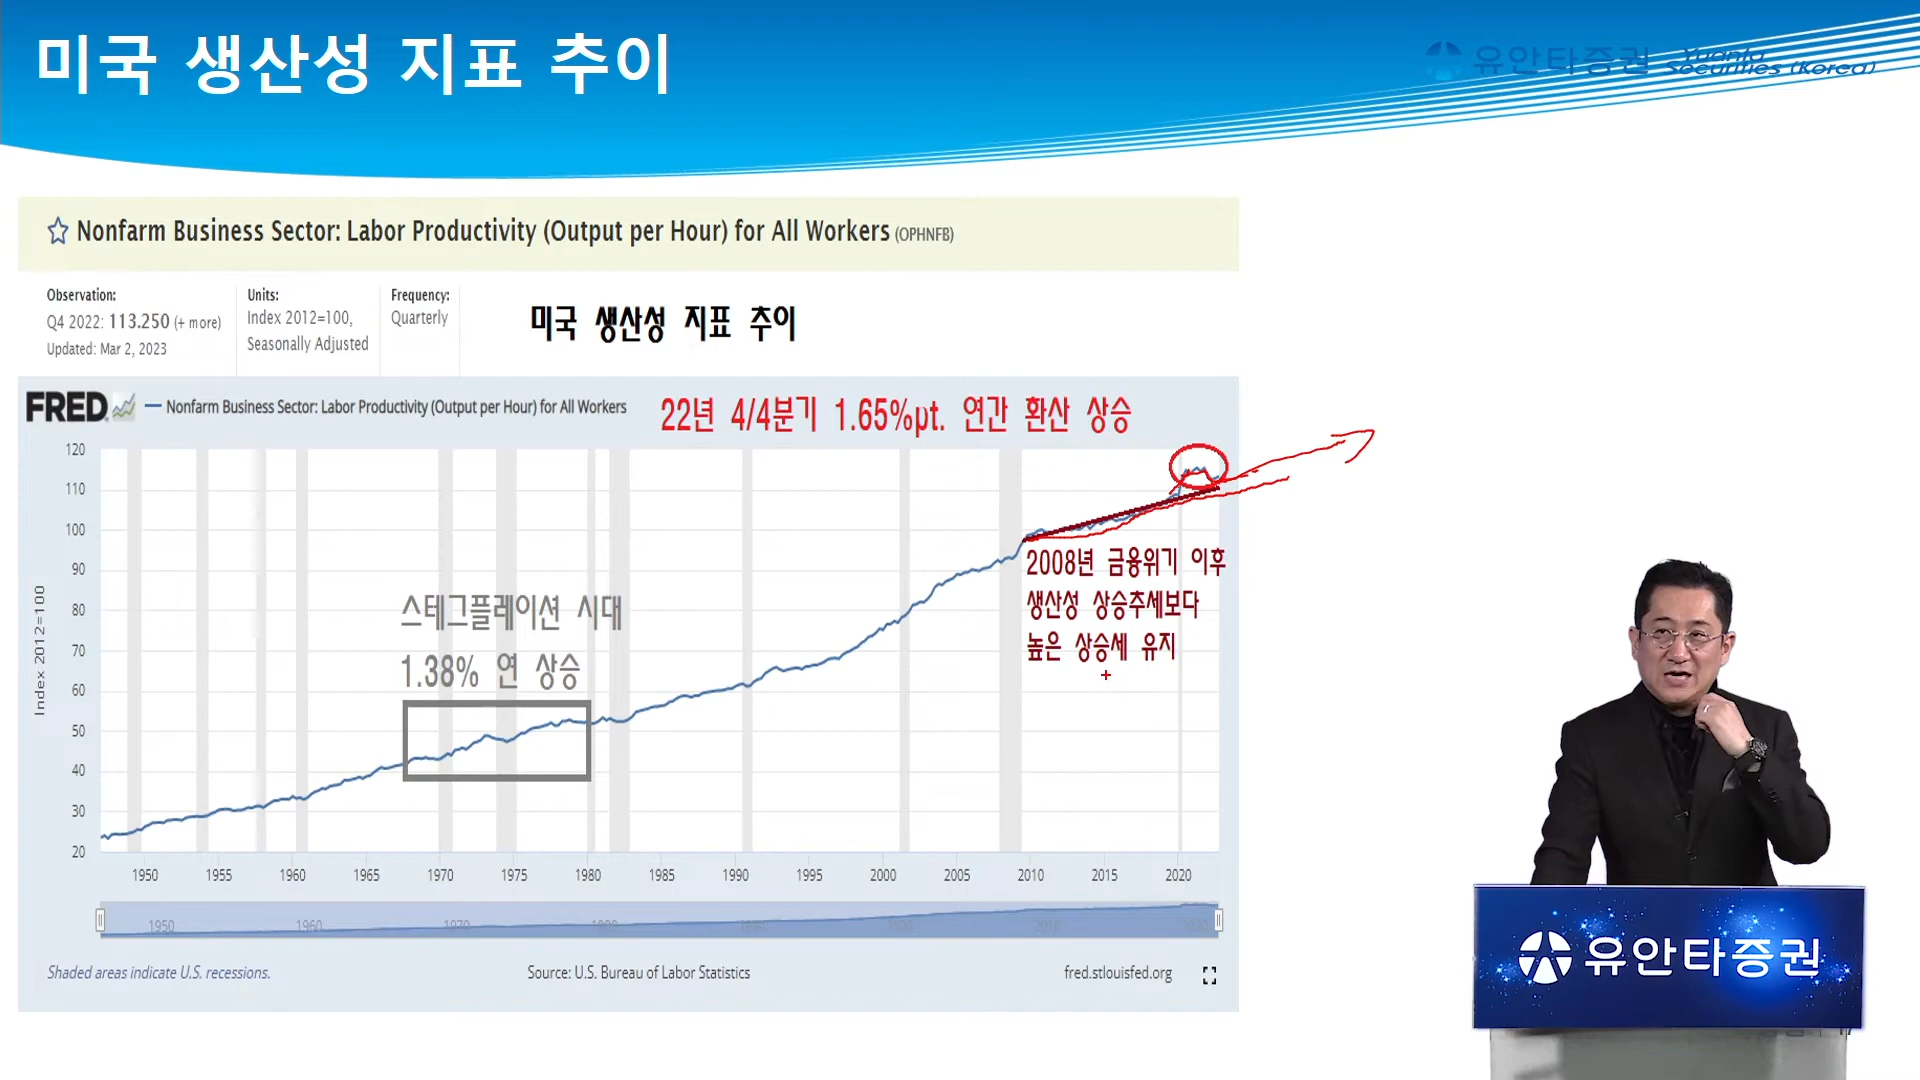 미국 생산성 지표 추이
유안타증권 Yuanta Securities (Korea)
Nonfarm Business Sector: Labor Productivity (Output per Hour) for All Workers (OPHNFB)
Observation:
Q4 2022: 113.250 (+ more)
Updated: Mar 2, 2023
Units:
Index 2012=100,
Seasonally Adjusted
Frequency:
Quarterly
미국 생산성 지표 추이
FRED
Nonfarm Business Sector: Labor Productivity (Output per Hour) for All Workers
22년 4/4분기 1.65%pt. 연간 환산 상승
120
110
100
90
80
70
60
50
40
30
20
Index 2012=100
스테그플레이션 시대
1.38% 연 상승
2008년 금융위기 이후
생산성 상승추세보다
높은 상승세 유지
1950 1955 1960 1965 1970 1975 1980 1985 1990 1995 2000 2005 2010 2015 2020
1950 1960 1970 1980 1990 2000 2010 2020
Shaded areas indicate U.S. recessions.
Source: U.S. Bureau of Labor Statistics
fred.stlouisfed.org
유안타증권